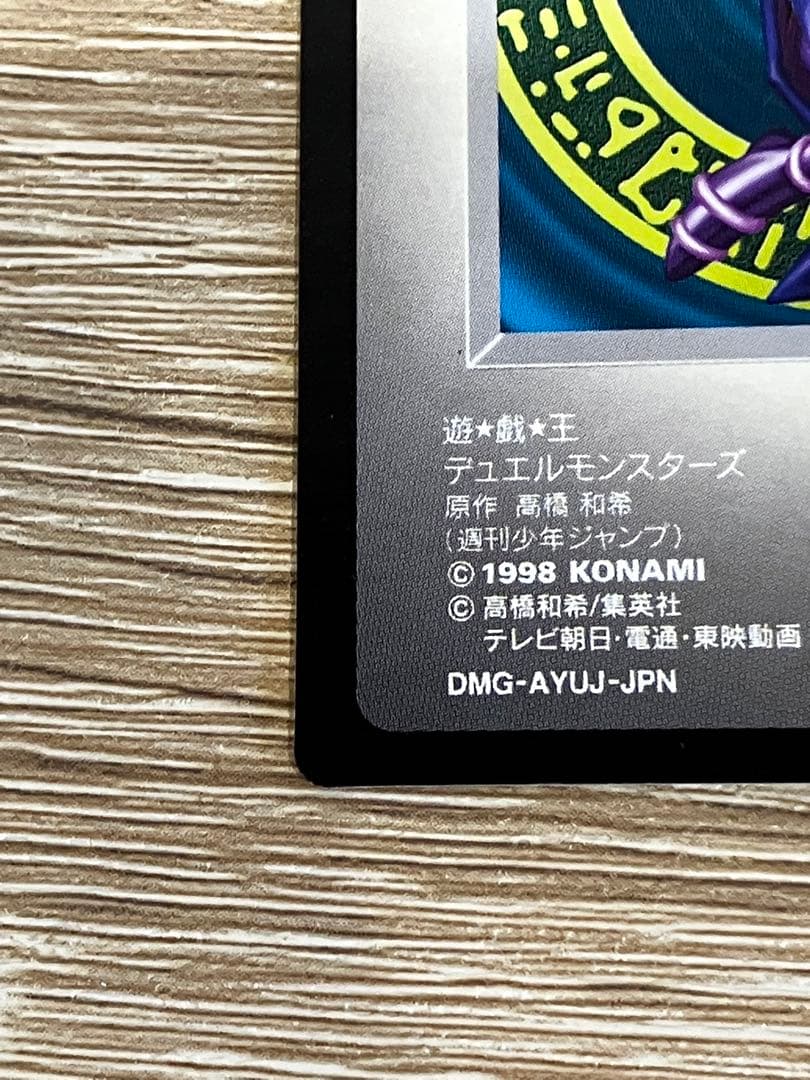 遊★戯★王
デュエルモンスターズ
原作 高橋 和希
(週刊少年ジャンプ)
© 1998 KONAMI
© 高橋和希/集英社
テレビ朝日・電通・東映動画
DMG-AYUJ-JPN